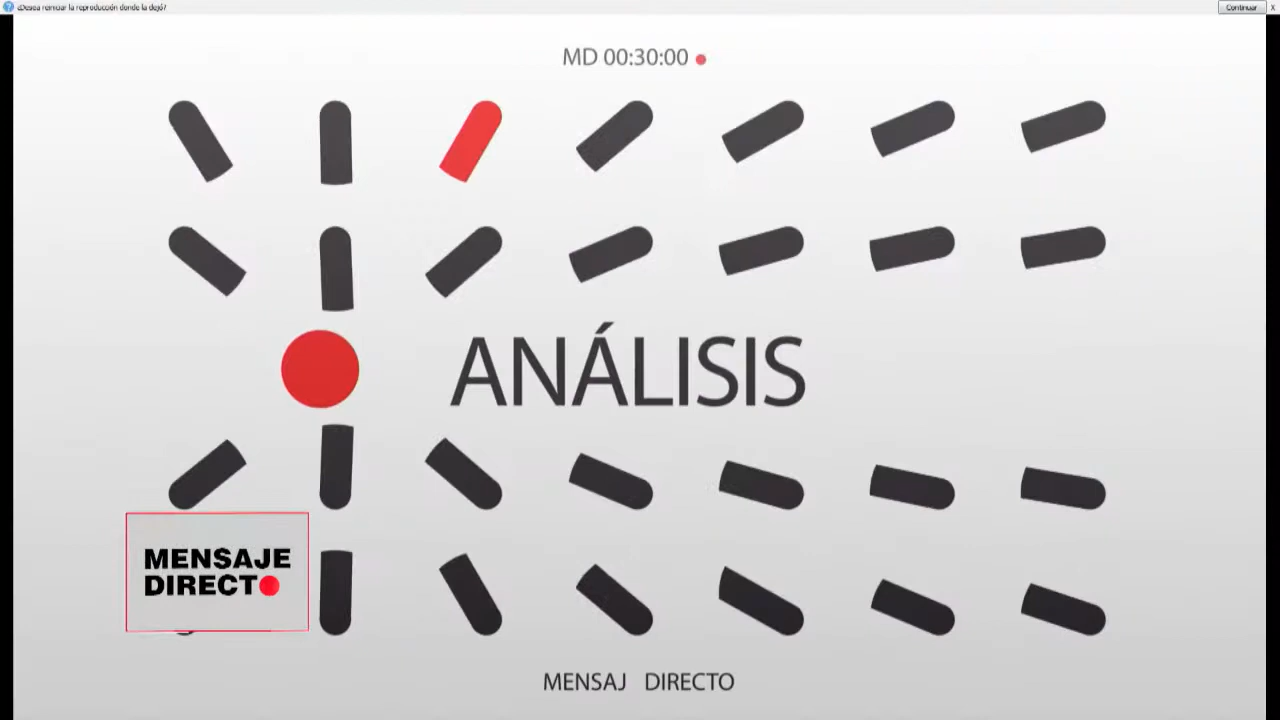 ¿Desea reiniciar la reproducción donde la dejó?
Continuar X
MD 00:30:00
ANÁLISIS
MENSAJE
DIRECTO
MENSAJ DIRECTO